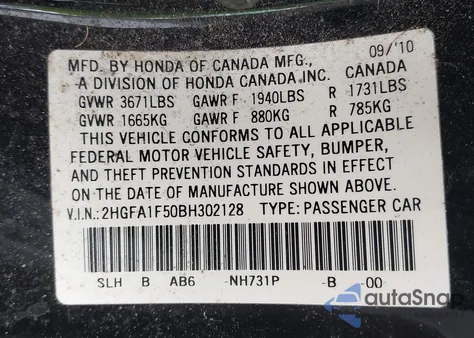 MFD. BY HONDA OF CANADA MFG., 09/'10
A DIVISION OF HONDA CANADA INC. CANADA
GVWR 3671LBS GAWR F 1940LBS R 1731LBS
GVWR 1665KG GAWR F 880KG R 785KG
THIS VEHICLE CONFORMS TO ALL APPLICABLE
FEDERAL MOTOR VEHICLE SAFETY, BUMPER,
AND THEFT PREVENTION STANDARDS IN EFFECT
ON THE DATE OF MANUFACTURE SHOWN ABOVE.
V.I.N.:2HGFA1F50BH302128 TYPE: PASSENGER CAR
SLH B AB6 -NH731P -B -00
autoSnap